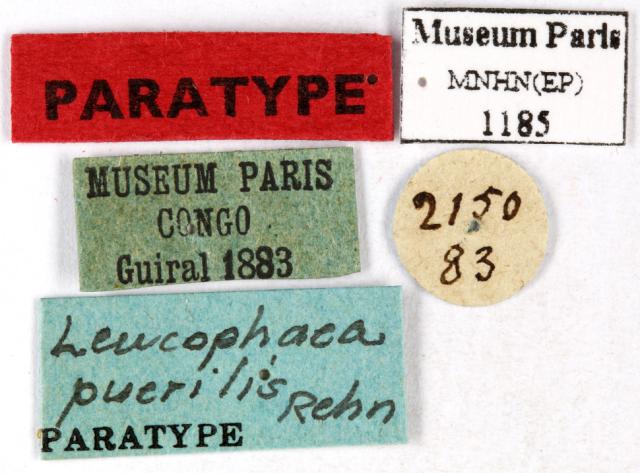 PARATYPE
Museum Paris
MNHN(EP)
1185
MUSEUM PARIS
CONGO
Guiral 1883
2150
83
Leucophaea
puerilis Rehn
PARATYPE